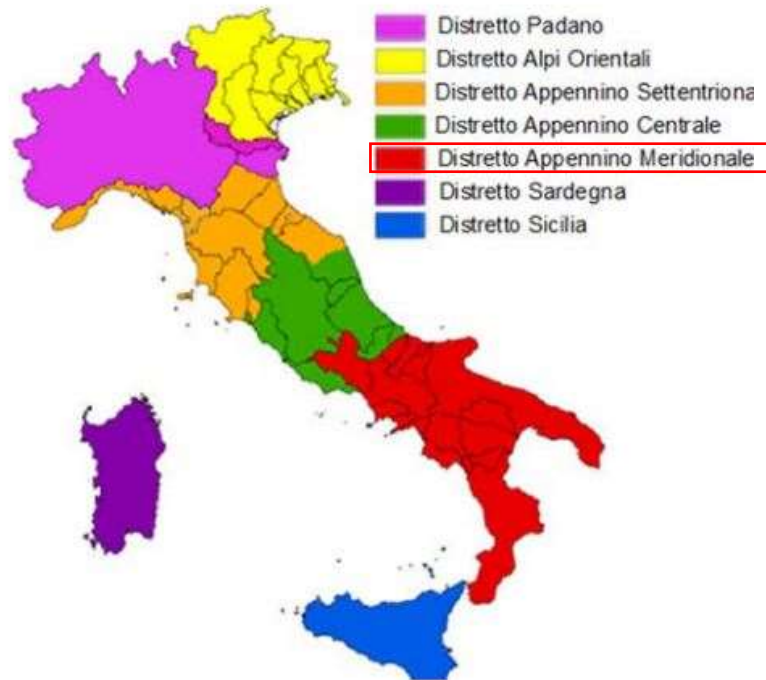 Distretto Padano
Distretto Alpi Orientali
Distretto Appennino Settentriona
Distretto Appennino Centrale
Distretto Appennino Meridionale
Distretto Sardegna
Distretto Sicilia